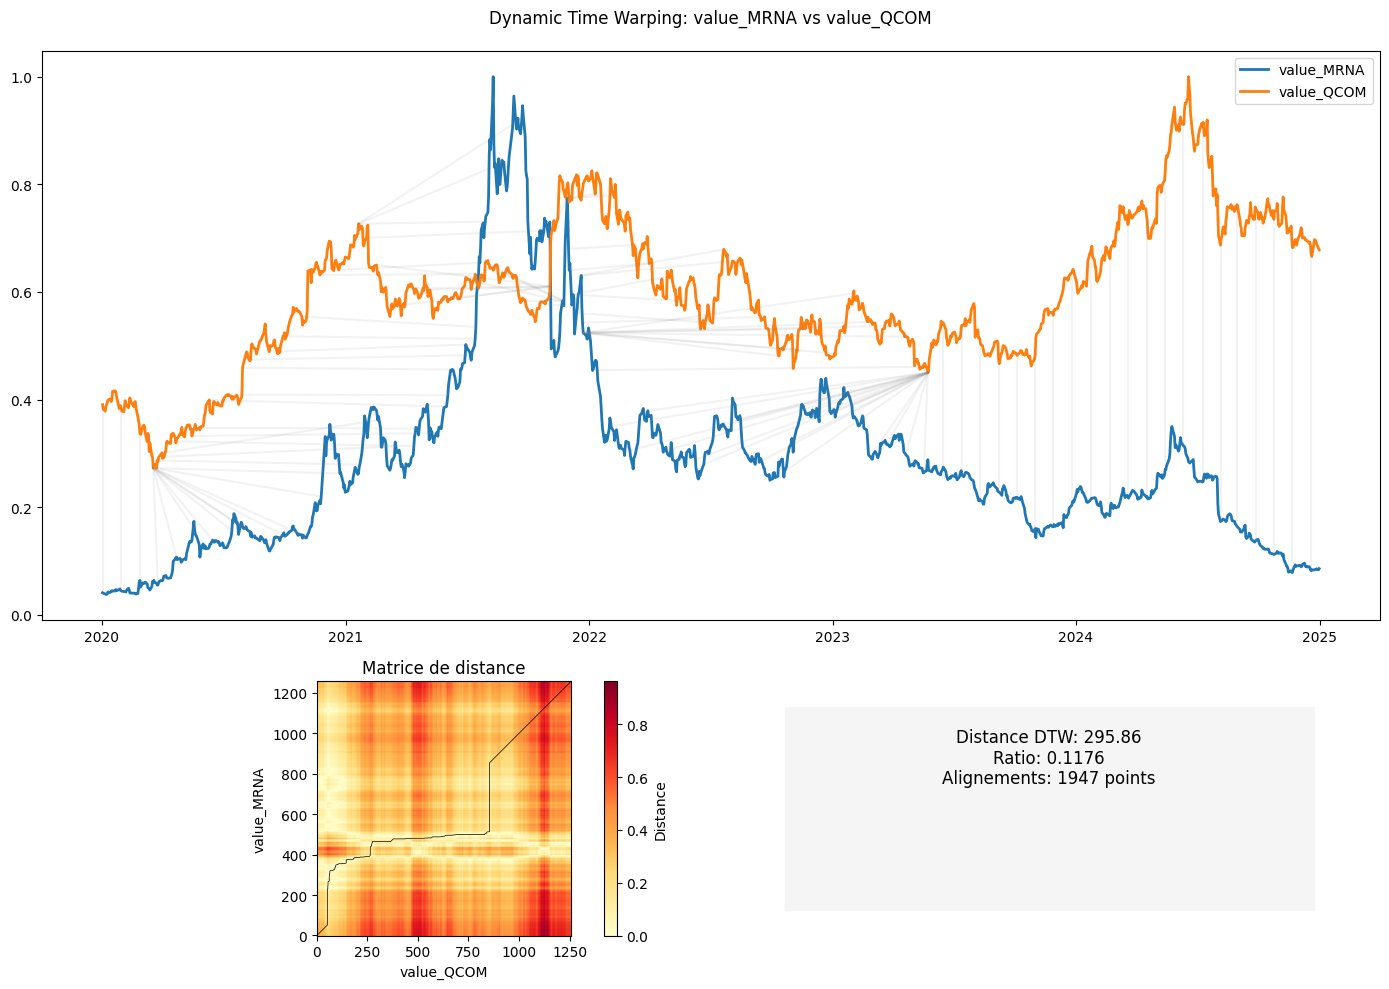 Dynamic Time Warping: value_MRNA vs value_QCOM
value_MRNA
value_QCOM
1.0
0.8
0.6
0.4
0.2
0.0
2020 2021 2022 2023 2024 2025
Matrice de distance
value_MRNA
1200
1000
800
600
400
200
0
0 250 500 750 1000 1250
value_QCOM
0.8
0.6
0.4
0.2
0.0
Distance
Distance DTW: 295.86
Ratio: 0.1176
Alignements: 1947 points